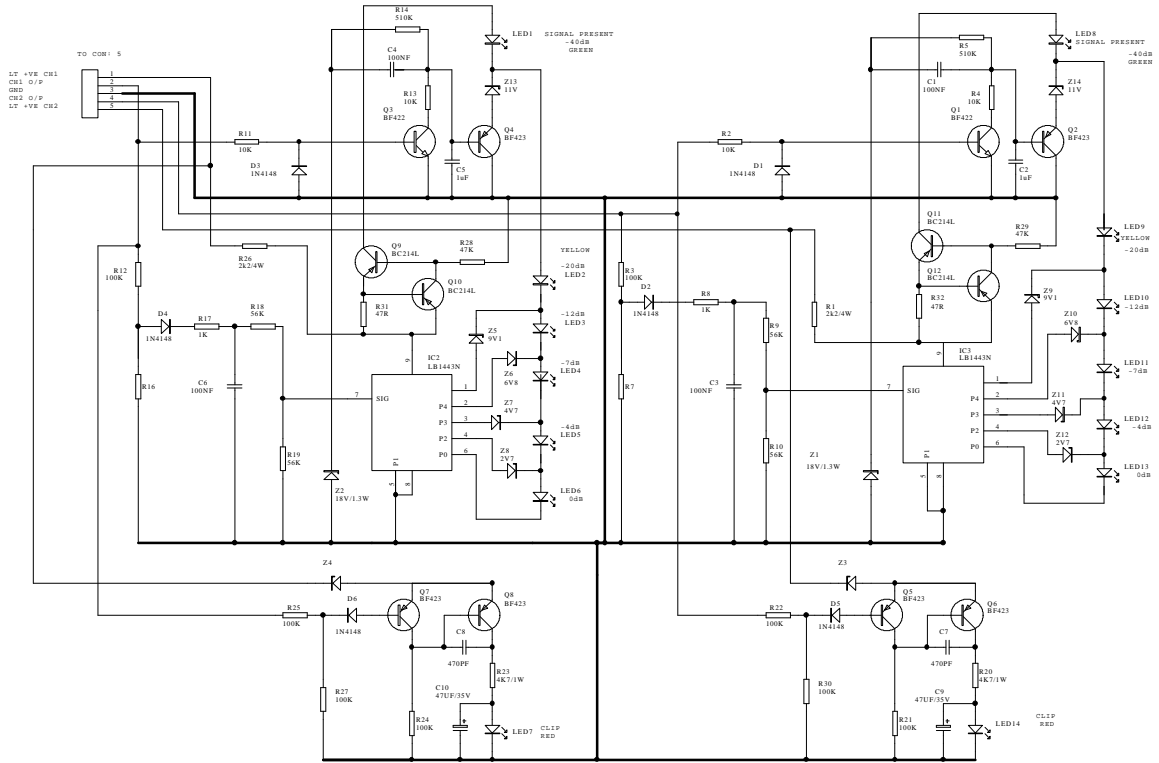 TO CON: 5
LT +VE CH1
CH1 O/P
GND
CH2 O/P
LT +VE CH2
1
2
3
4
5
R14
510K
C4
100NF
R13
10K
Q3
BF422
LED1
SIGNAL PRESENT
-40dB
GREEN
Z13
11V
Q4
BF423
R11
10K
D3
1N4148
C5
1uF
R5
510K
C1
100NF
R4
10K
Q1
BF422
LED8
SIGNAL PRESENT
-40dB
GREEN
Z14
11V
Q2
BF423
R2
10K
D1
1N4148
C2
1uF
R12
100K
R26
2k2/4W
Q9
BC214L
R28
47K
Q10
BC214L
R31
47R
YELLOW
-20dB
LED2
-12dB
LED3
-7dB
LED4
-4dB
LED5
LED6
0dB
D4
1N4148
R17
1K
R18
56K
R16
C6
100NF
R19
56K
Z2
18V/1.3W
IC2
LB1443N
9
7
SIG
P4
P3
P2
P0
P1
1
2
3
4
6
5
8
Z5
9V1
Z6
6V8
Z7
4V7
Z8
2V7
R3
100K
D2
1N4148
R8
1K
R9
56K
R7
C3
100NF
R10
56K
R1
2k2/4W
Z1
18V/1.3W
Q11
BC214L
R29
47K
Q12
BC214L
R32
47R
IC3
LB1443N
9
7
SIG
P4
P3
P2
P0
P1
1
2
3
4
6
5
8
Z9
9V1
Z10
6V8
Z11
4V7
Z12
2V7
LED9
YELLOW
-20dB
LED10
-12dB
LED11
-7dB
LED12
-4dB
LED13
0dB
Z4
R25
100K
D6
1N4148
Q7
BF423
Q8
BF423
C8
470PF
R27
100K
R24
100K
C10
47UF/35V
R23
4K7/1W
LED7
CLIP
RED
Z3
R22
100K
D5
1N4148
Q5
BF423
Q6
BF423
C7
470PF
R30
100K
R21
100K
C9
47UF/35V
R20
4K7/1W
LED14
CLIP
RED